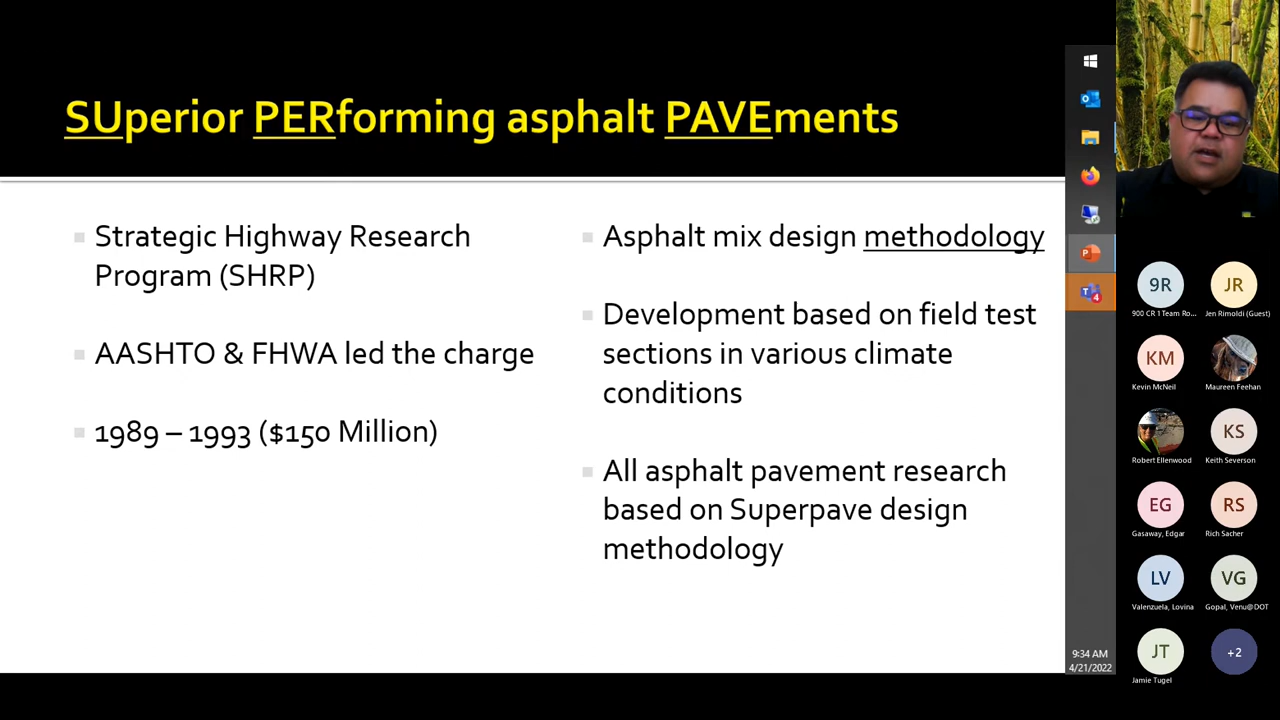 SUperior PERforming asphalt PAVEments
Strategic Highway Research
Program (SHRP)
AASHTO & FHWA led the charge
1989 – 1993 ($150 Million)
Asphalt mix design methodology
Development based on field test
sections in various climate
conditions
All asphalt pavement research
based on Superpave design
methodology
P
T
4
9:34 AM
4/21/2022
9R
JR
900 CR 1 Team Ro...
Jen Rimoldi (Guest)
KM
Kevin McNeil
Maureen Feehan
KS
Robert Ellenwood
Keith Severson
EG
RS
Gasaway, Edgar
Rich Sacher
LV
VG
Valenzuela, Lovina
Gopal, Venu@DOT
JT
+2
Jamie Tugel